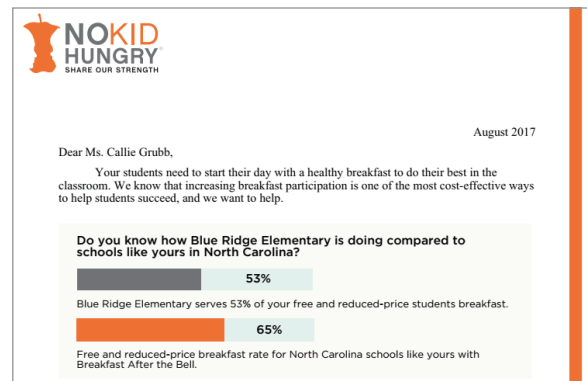 NOKID
HUNGRY
SHARE OUR STRENGTH
August 2017
Dear Ms. Callie Grubb,
Your students need to start their day with a healthy breakfast to do their best in the
classroom. We know that increasing breakfast participation is one of the most cost-effective ways
to help students succeed, and we want to help.
Do you know how Blue Ridge Elementary is doing compared to
schools like yours in North Carolina?
53%
Blue Ridge Elementary serves 53% of your free and reduced-price students breakfast.
65%
Free and reduced-price breakfast rate for North Carolina schools like yours with
Breakfast After the Bell.